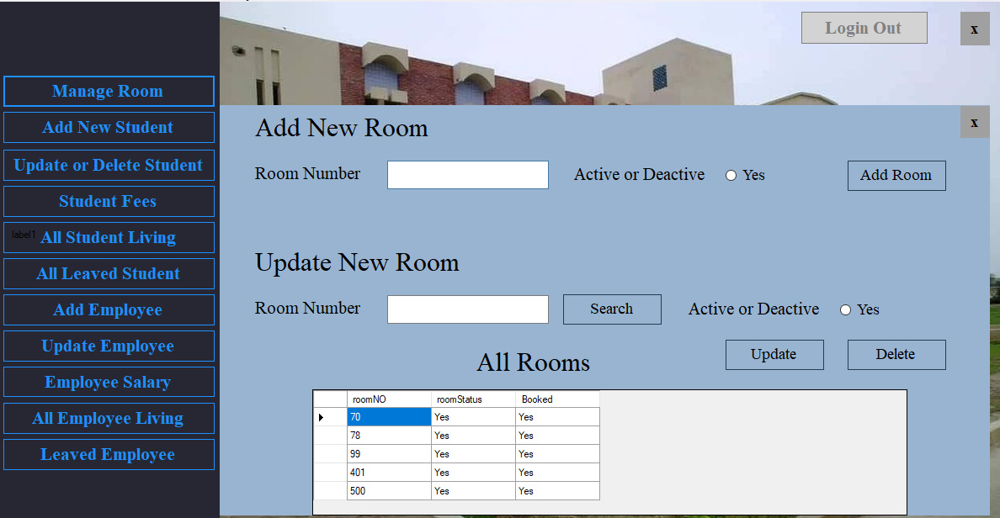 Login Out
x
Manage Room
Add New Student
Update or Delete Student
Student Fees
label1 All Student Living
All Leaved Student
Add Employee
Update Employee
Employee Salary
All Employee Living
Leaved Employee
x
Add New Room
Room Number Active or Deactive Yes Add Room
Update New Room
Room Number Search Active or Deactive Yes
Update Delete
All Rooms
roomNO roomStatus Booked
70 Yes Yes
78 Yes Yes
99 Yes Yes
401 Yes Yes
500 Yes Yes